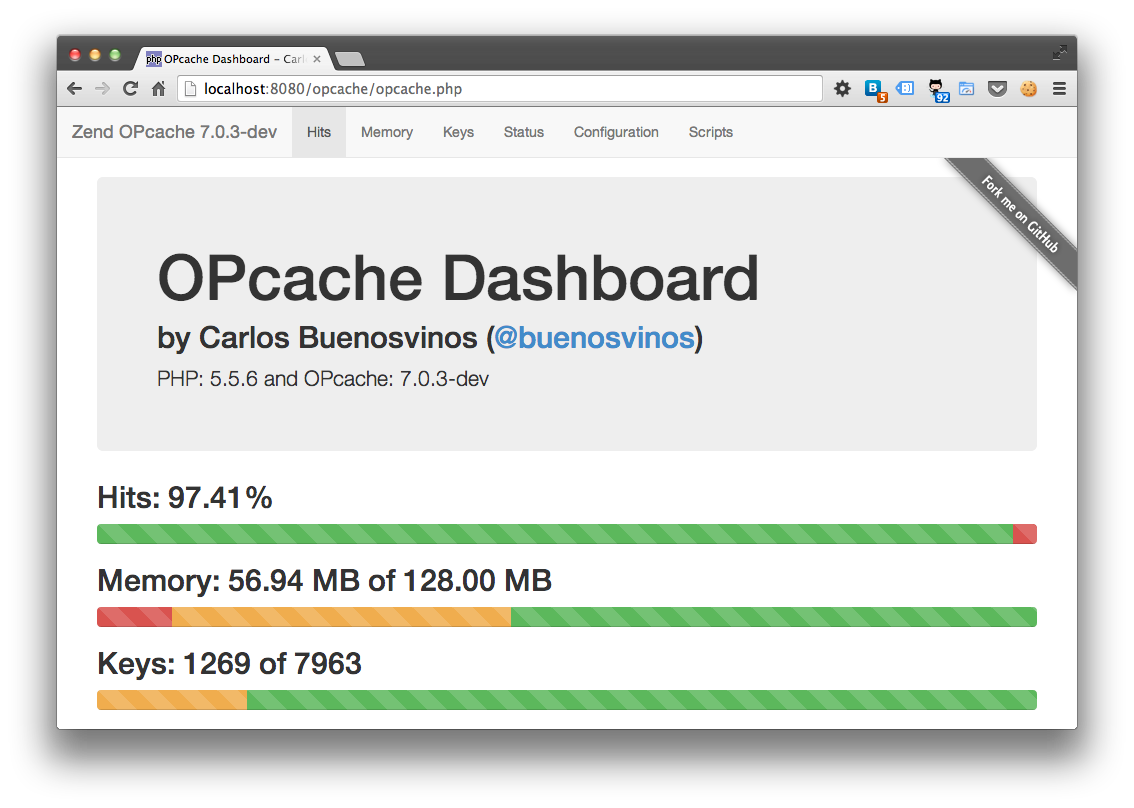 php OPcache Dashboard – Carl
localhost:8080/opcache/opcache.php
B 5
92
Zend OPcache 7.0.3-dev Hits Memory Keys Status Configuration Scripts
Fork me on GitHub
OPcache Dashboard
by Carlos Buenosvinos (@buenosvinos)
PHP: 5.5.6 and OPcache: 7.0.3-dev
Hits: 97.41%
Memory: 56.94 MB of 128.00 MB
Keys: 1269 of 7963